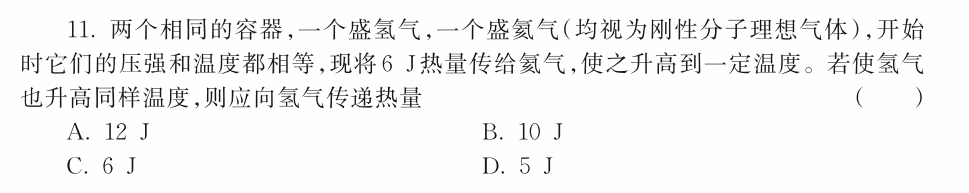 11. 两个相同的容器,一个盛氢气,一个盛氦气(均视为刚性分子理想气体),开始
时它们的压强和温度都相等,现将6 J热量传给氦气,使之升高到一定温度。若使氢气
也升高同样温度,则应向氢气传递热量 (  )
A. 12 J B. 10 J
C. 6 J D. 5 J